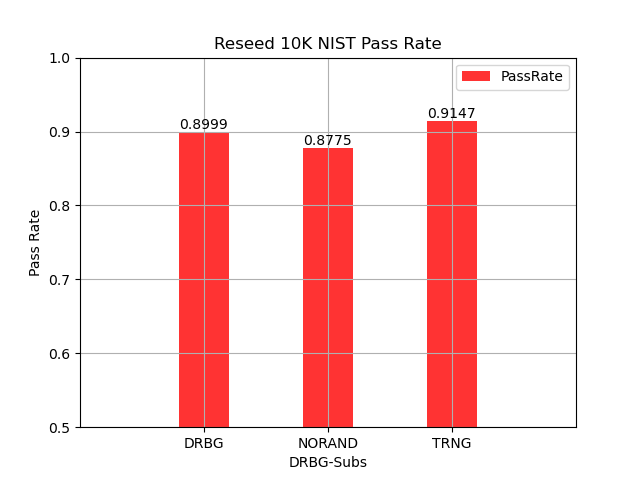 Reseed 10K NIST Pass Rate
PassRate
1.0
0.9
0.8
0.7
0.6
0.5
Pass Rate
0.8999
0.8775
0.9147
DRBG
NORAND
TRNG
DRBG-Subs